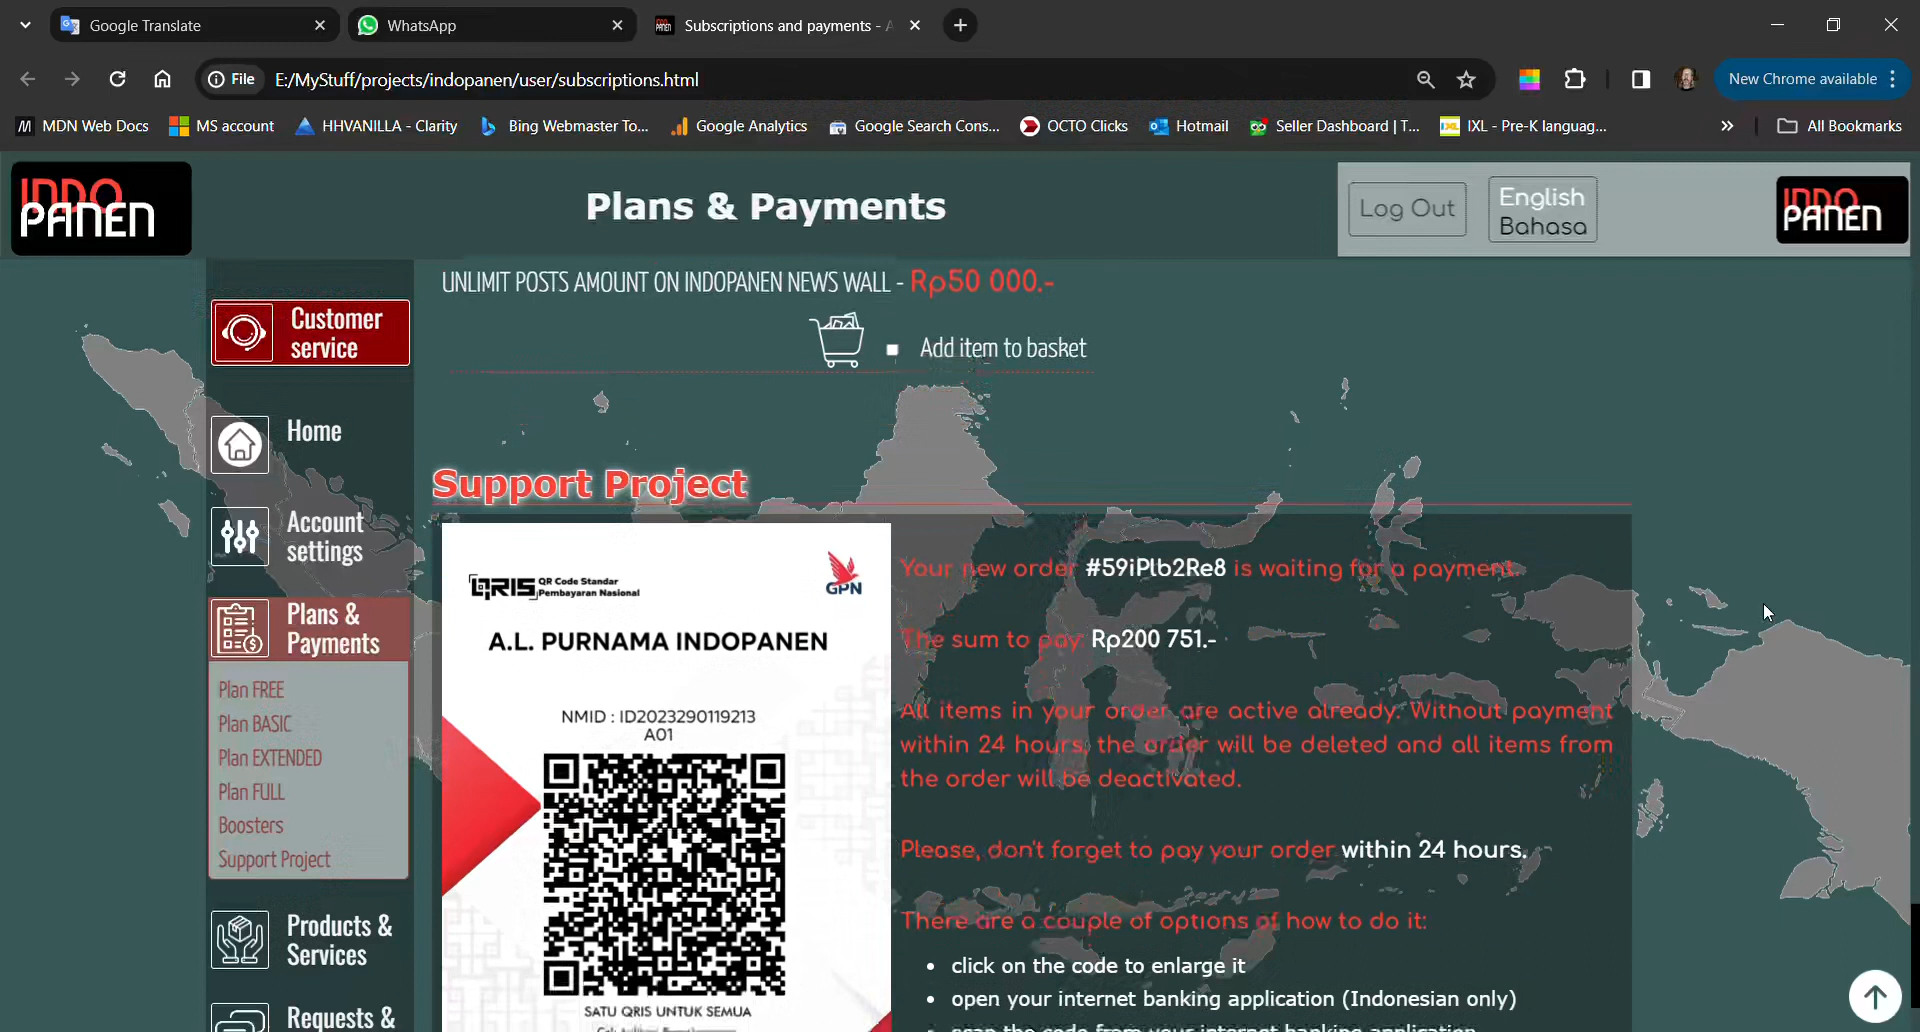 Google Translate
WhatsApp
Subscriptions and payments - A
File
E:/MyStuff/projects/indopanen/user/subscriptions.html
New Chrome available
MDN Web Docs
MS account
HHVANILLA - Clarity
Bing Webmaster To...
Google Analytics
Google Search Cons...
OCTO Clicks
Hotmail
Seller Dashboard | T...
IXL - Pre-K languag...
All Bookmarks
INDO
PANEN
Plans & Payments
Log Out
English
Bahasa
INDO
PANEN
UNLIMIT POSTS AMOUNT ON INDOPANEN NEWS WALL - Rp50 000.-
Add item to basket
Customer
service
Home
Account
settings
Plans &
Payments
Plan FREE
Plan BASIC
Plan EXTENDED
Plan FULL
Boosters
Support Project
Products &
Services
Requests &
Support Project
QRIS QR Code Standar
Pembayaran Nasional
GPN
A.L. PURNAMA INDOPANEN
NMID : ID2023290119213
A01
SATU QRIS UNTUK SEMUA
Your new order #59iPlb2Re8 is waiting for a payment.
The sum to pay: Rp200 751.-
All items in your order are active already. Without payment
within 24 hours, the order will be deleted and all items from
the order will be deactivated.
Please, don't forget to pay your order within 24 hours.
There are a couple of options of how to do it:
• click on the code to enlarge it
• open your internet banking application (Indonesian only)
• scan the code from your internet banking application